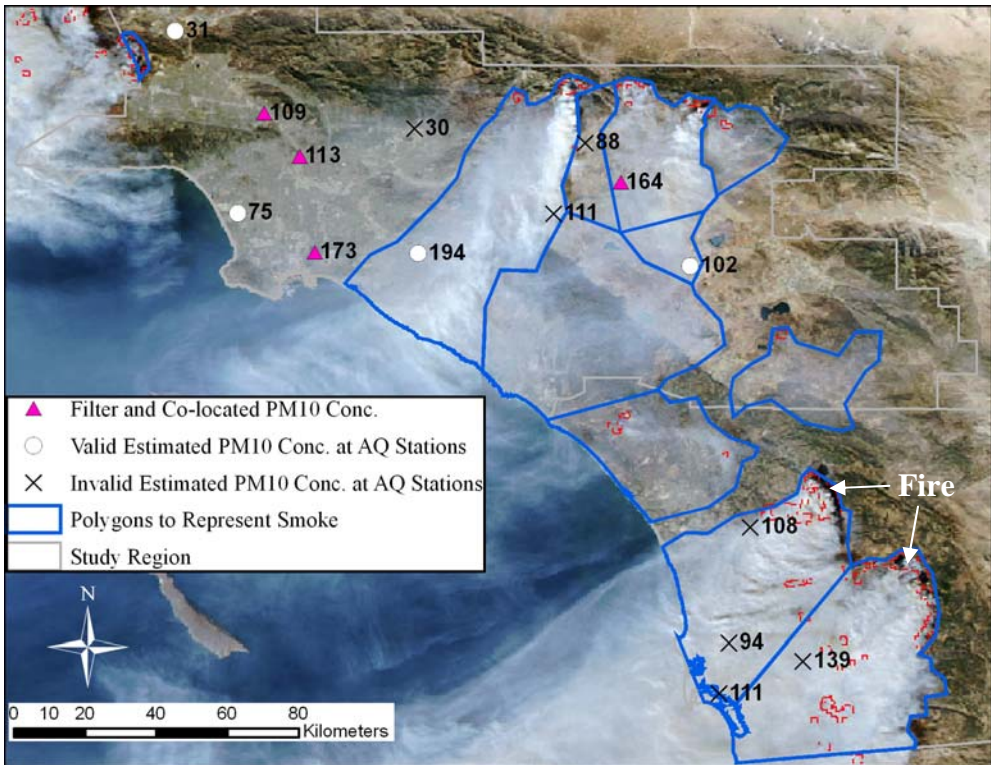 31
109
30
113
88
164
75
111
173
194
102
Filter and Co-located PM10 Conc.
Valid Estimated PM10 Conc. at AQ Stations
Invalid Estimated PM10 Conc. at AQ Stations
Polygons to Represent Smoke
Study Region
Fire
108
N
94
139
111
0 10 20 40 60 80
Kilometers